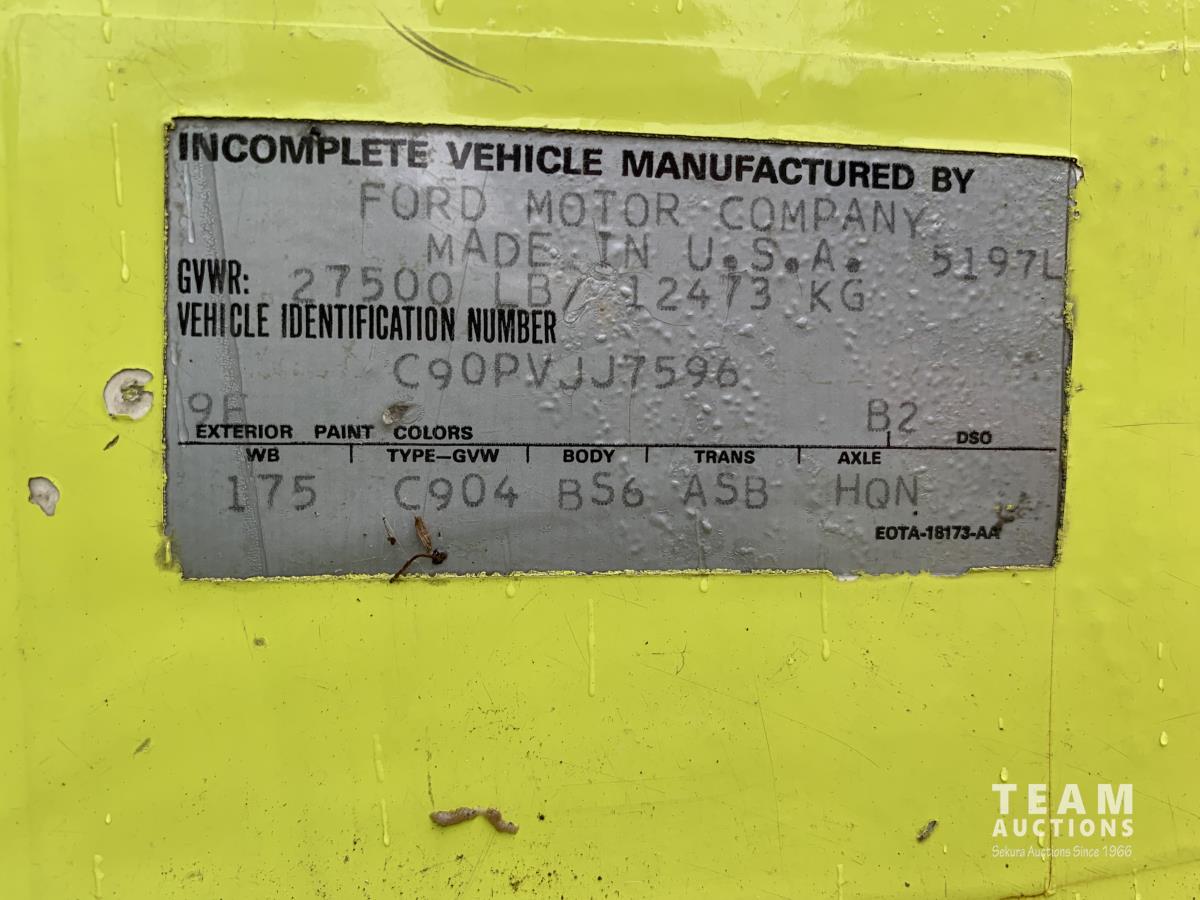 INCOMPLETE VEHICLE MANUFACTURED BY
FORD MOTOR COMPANY
MADE IN U.S.A. 5197L
GVWR: 27500 LB/ 12473 KG
VEHICLE IDENTIFICATION NUMBER
C90PVJJ7596
B2
EXTERIOR PAINT COLORS DSO
WB TYPE-GVW BODY TRANS AXLE
175 C904 BS6 ASB HQN
EOTA-18173-AA
TEAM
AUCTIONS
Sekura Auctions Since 1966